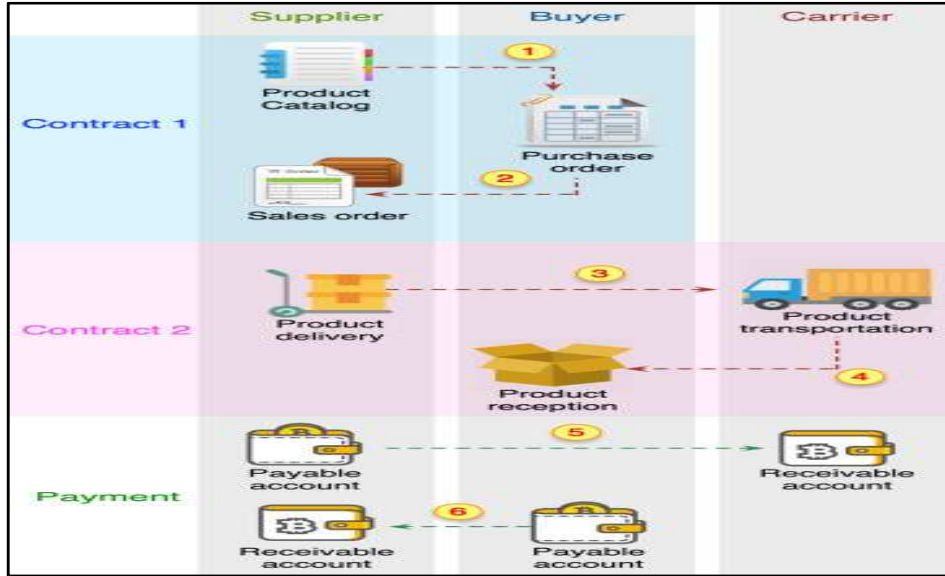 Supplier Buyer Carrier
1
Product
Catalog
Contract 1
Purchase
order
2
Sales order
3
Product
delivery
Product
transportation
Contract 2
4
Product
reception
5
Payable
account
Receivable
account
Payment
6
Receivable
account
Payable
account